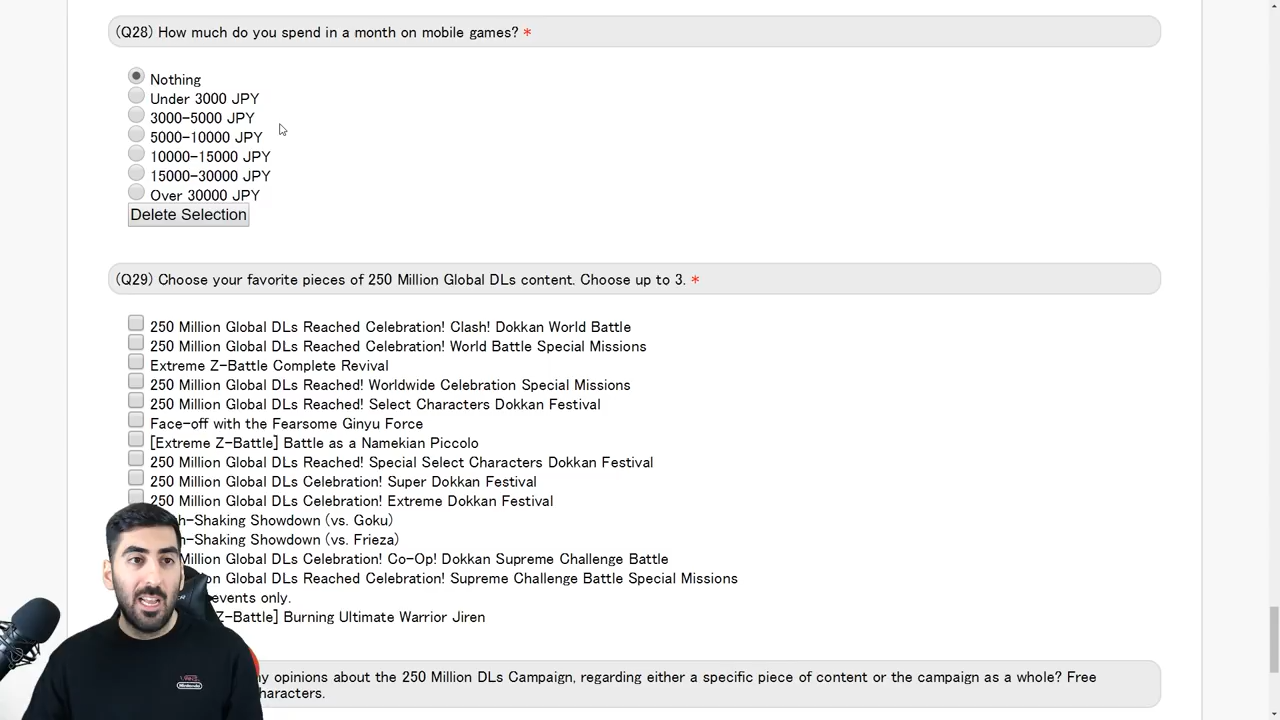 (Q28) How much do you spend in a month on mobile games? *
Nothing
Under 3000 JPY
3000-5000 JPY
5000-10000 JPY
10000-15000 JPY
15000-30000 JPY
Over 30000 JPY
Delete Selection
(Q29) Choose your favorite pieces of 250 Million Global DLs content. Choose up to 3. *
250 Million Global DLs Reached Celebration! Clash! Dokkan World Battle
250 Million Global DLs Reached Celebration! World Battle Special Missions
Extreme Z-Battle Complete Revival
250 Million Global DLs Reached! Worldwide Celebration Special Missions
250 Million Global DLs Reached! Select Characters Dokkan Festival
Face-off with the Fearsome Ginyu Force
[Extreme Z-Battle] Battle as a Namekian Piccolo
250 Million Global DLs Reached! Special Select Characters Dokkan Festival
250 Million Global DLs Celebration! Super Dokkan Festival
250 Million Global DLs Celebration! Extreme Dokkan Festival
h-Shaking Showdown (vs. Goku)
h-Shaking Showdown (vs. Frieza)
Million Global DLs Celebration! Co-Op! Dokkan Supreme Challenge Battle
Global DLs Reached Celebration! Supreme Challenge Battle Special Missions
events only.
Z-Battle] Burning Ultimate Warrior Jiren
y opinions about the 250 Million DLs Campaign, regarding either a specific piece of content or the campaign as a whole? Free
haracters.
Nintendo